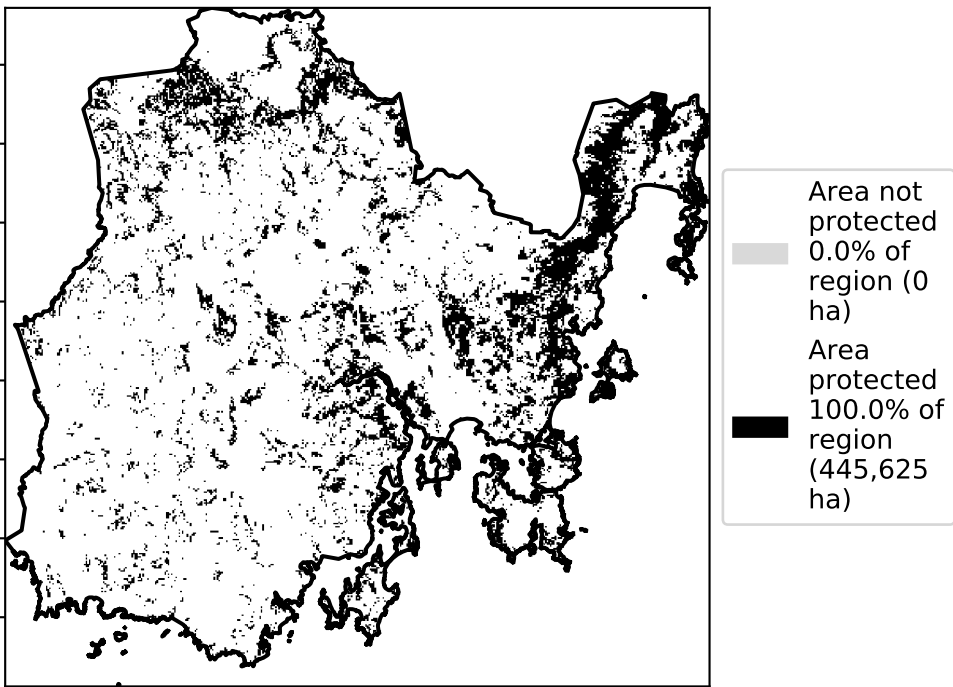 Area not
protected
0.0% of
region (0
ha)
Area
protected
100.0% of
region
(445,625
ha)